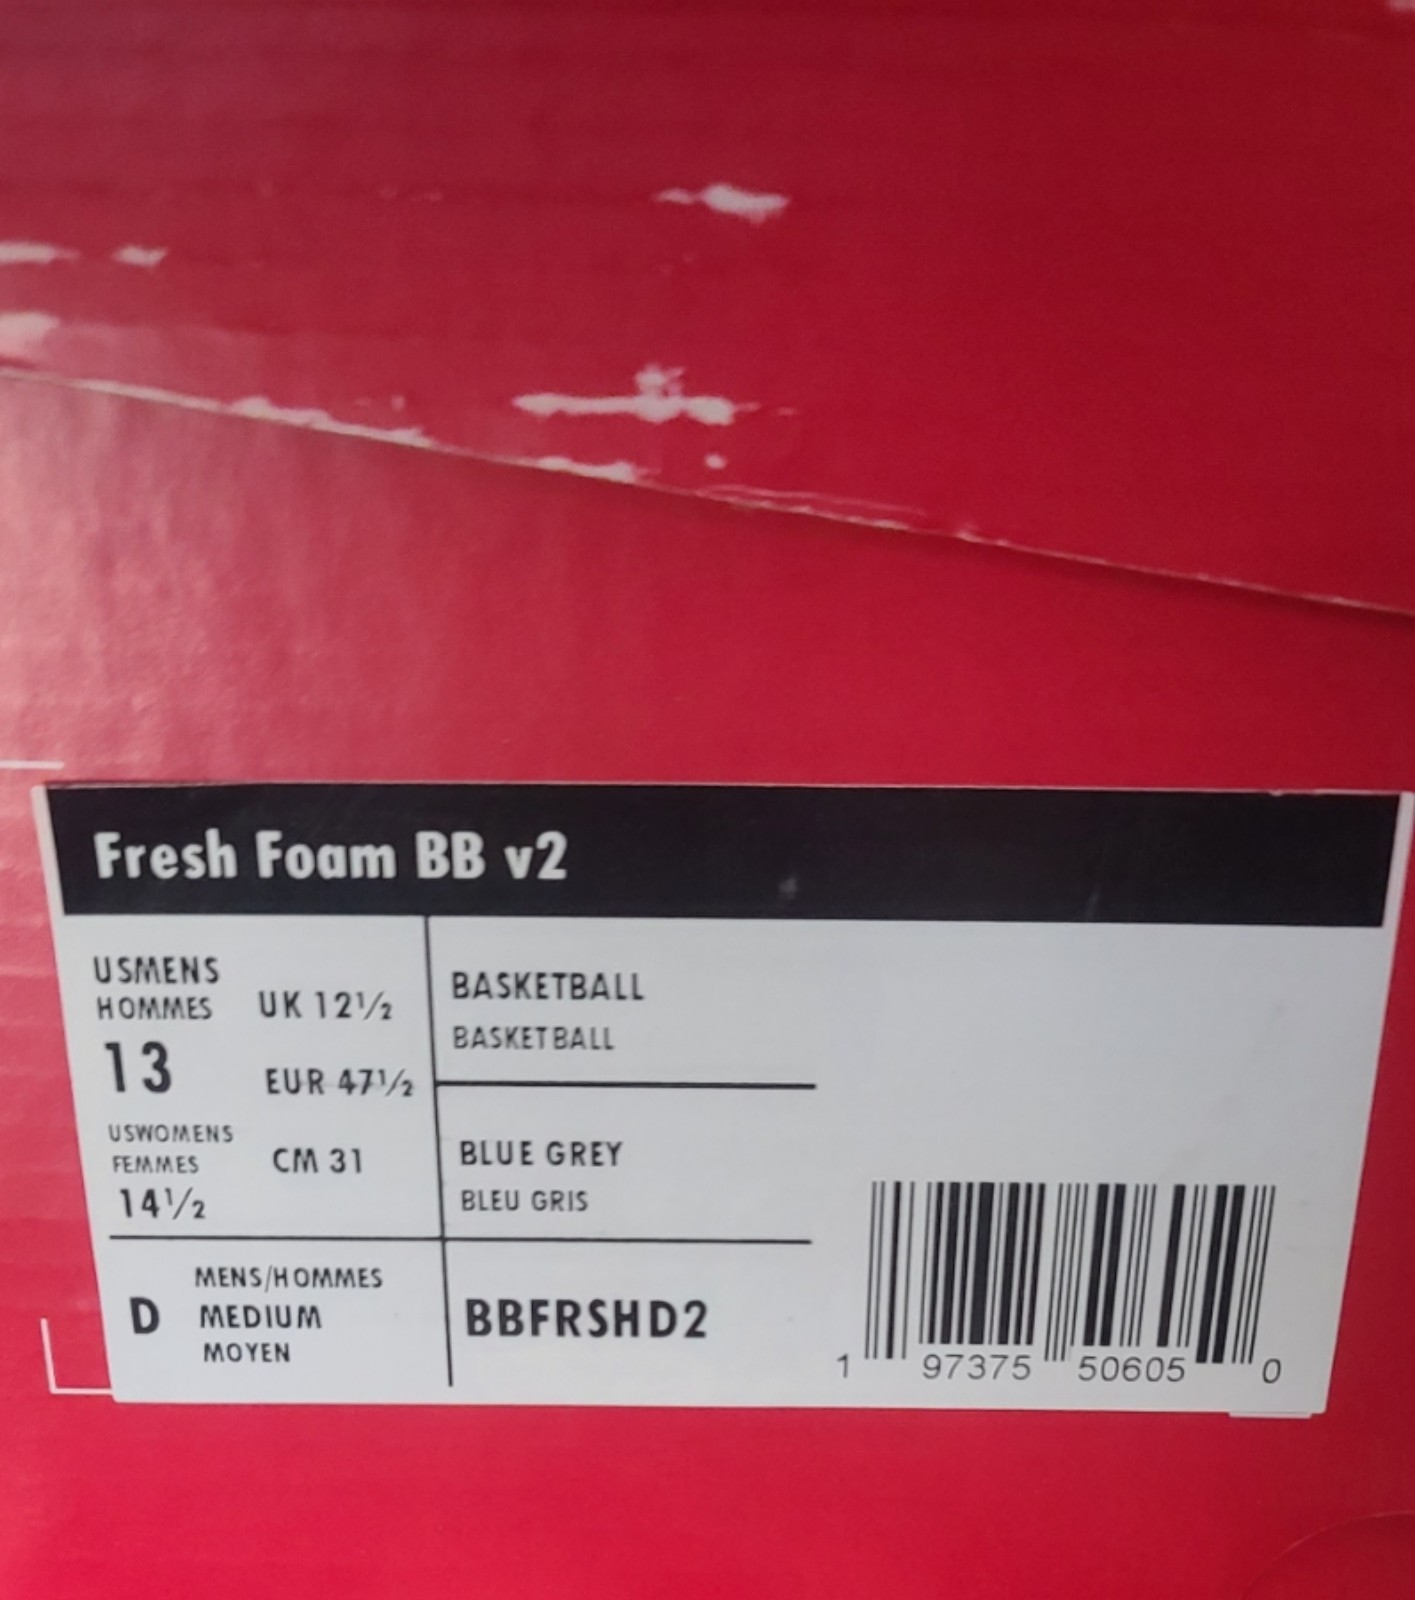 Fresh Foam BB v2
USMENS
HOMMES
13
USWOMENS
FEMMES
14½
UK 12½
EUR 47½
CM 31
BASKETBALL
BASKETBALL
BLUE GREY
BLEU GRIS
D
MENS/HOMMES
MEDIUM
MOYEN
BBFRSHD2
1 97375 50605 0